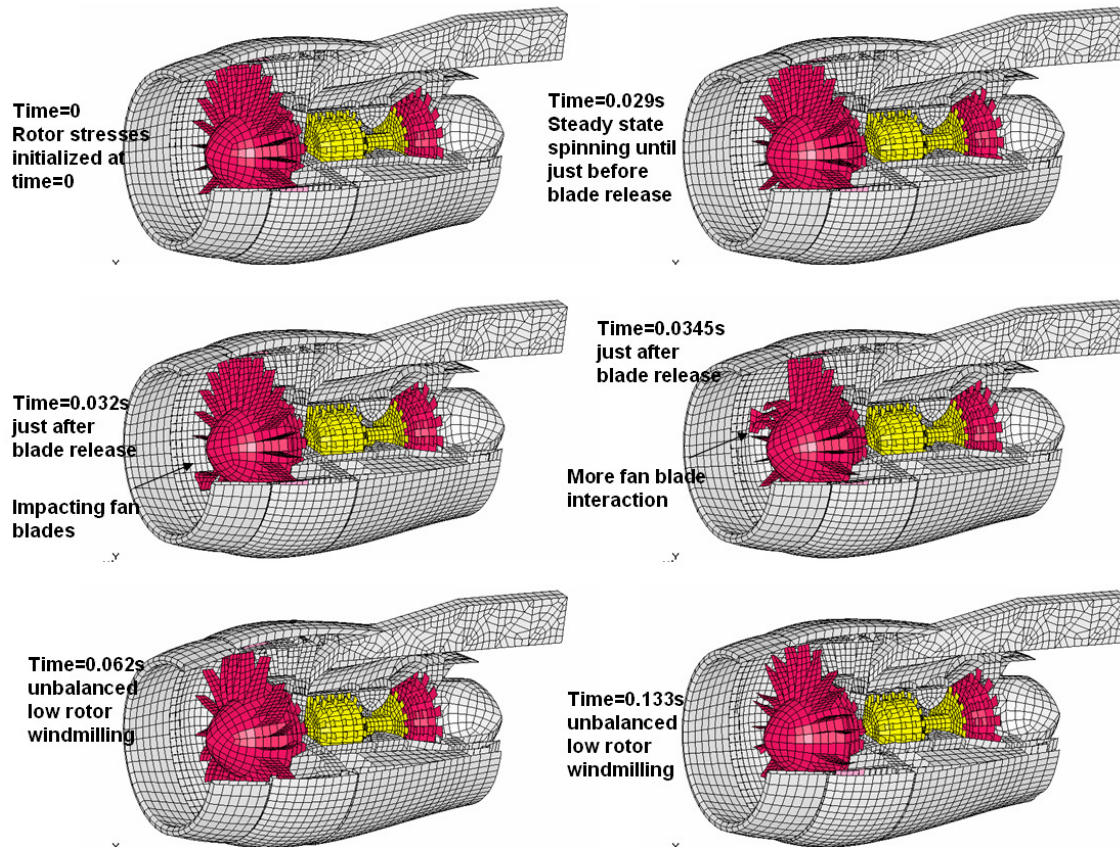 Time=0
Rotor stresses
initialized at
time=0
Time=0.029s
Steady state
spinning until
just before
blade release
Y
Y
Time=0.032s
just after
blade release
Impacting fan
blades
Time=0.0345s
just after
blade release
More fan blade
interaction
Y
Y
Time=0.062s
unbalanced
low rotor
windmilling
Time=0.133s
unbalanced
low rotor
windmilling
Y
Y